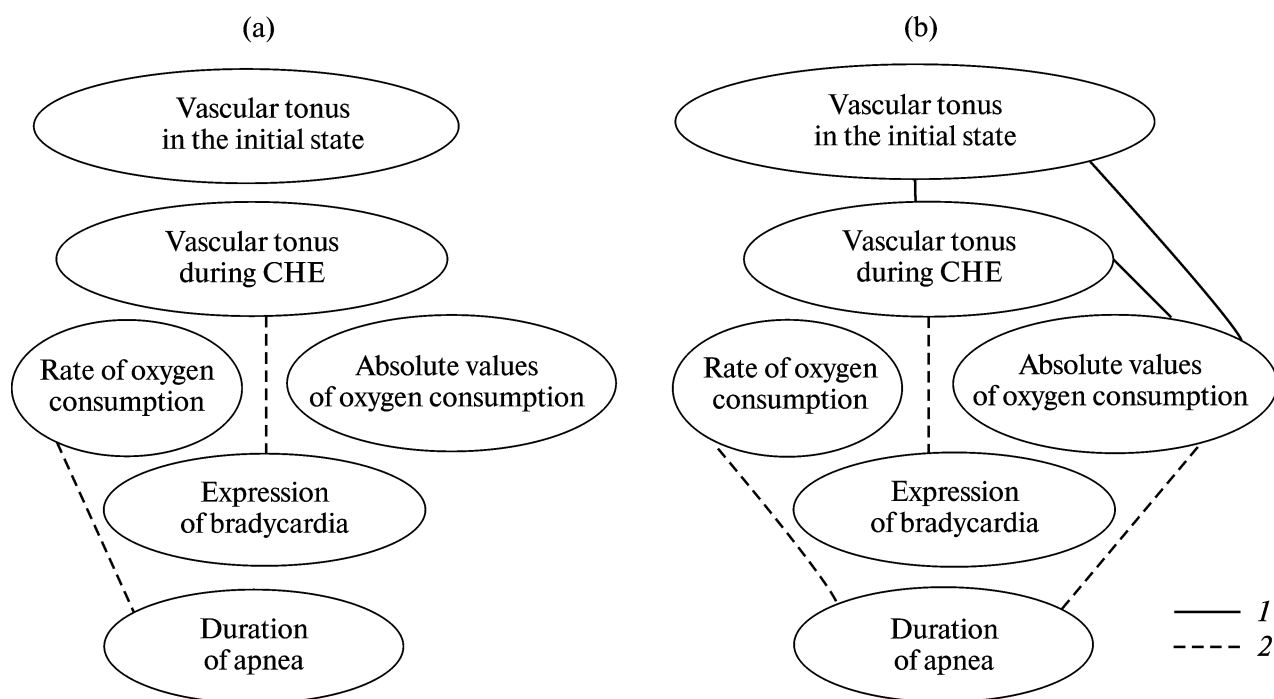 (a)
Vascular tonus
in the initial state
Vascular tonus
during CHE
Rate of oxygen
consumption
Absolute values
of oxygen consumption
Expression
of bradycardia
Duration
of apnea
(b)
Vascular tonus
in the initial state
Vascular tonus
during CHE
Rate of oxygen
consumption
Absolute values
of oxygen consumption
Expression
of bradycardia
Duration
of apnea
1
2